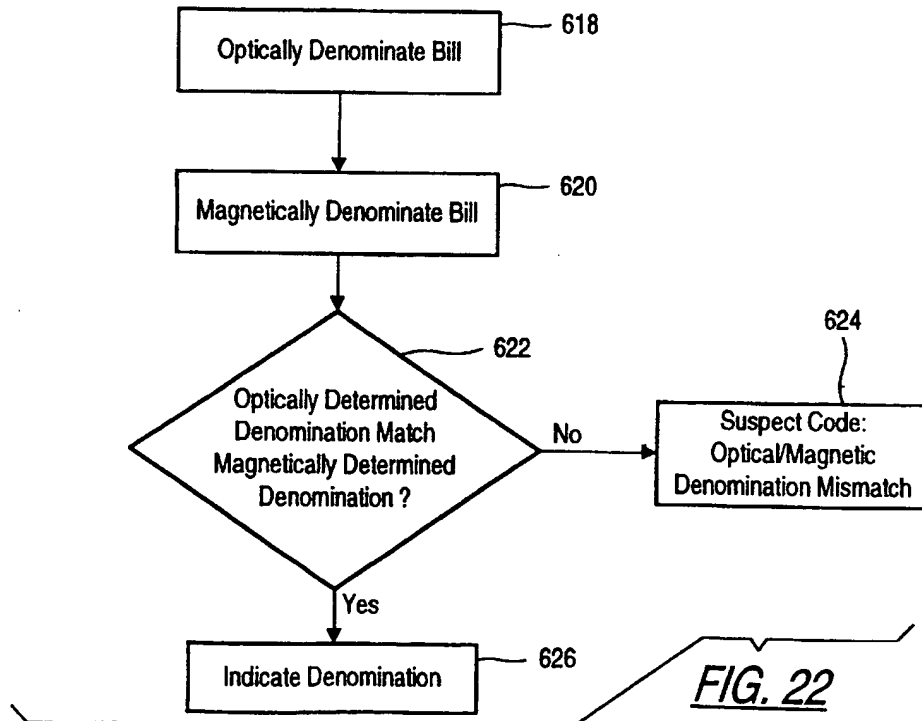 Optically Denominate Bill
618
Magnetically Denominate Bill
620
Optically Determined
Denomination Match
Magnetically Determined
Denomination ?
622
No
624
Suspect Code:
Optical/Magnetic
Denomination Mismatch
Yes
Indicate Denomination
626
FIG. 22